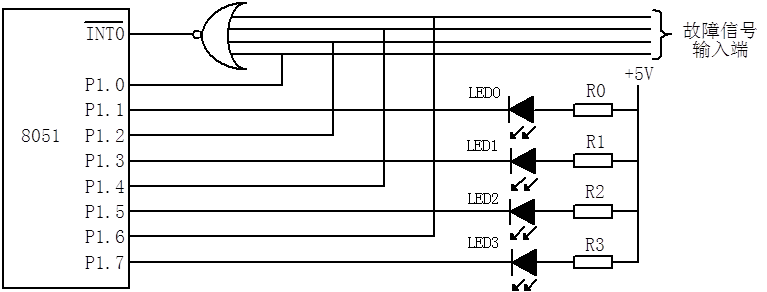 INT0
故障信号
输入端
+5V
P1.0
LED0
R0
P1.1
8051
P1.2
LED1
R1
P1.3
P1.4
LED2
R2
P1.5
P1.6
LED3
R3
P1.7